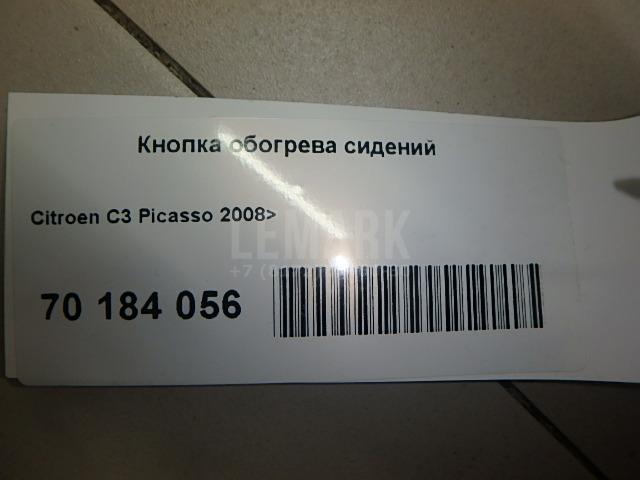 Кнопка обогрева сидений
Citroen C3 Picasso 2008>
LEMARK
70 184 056